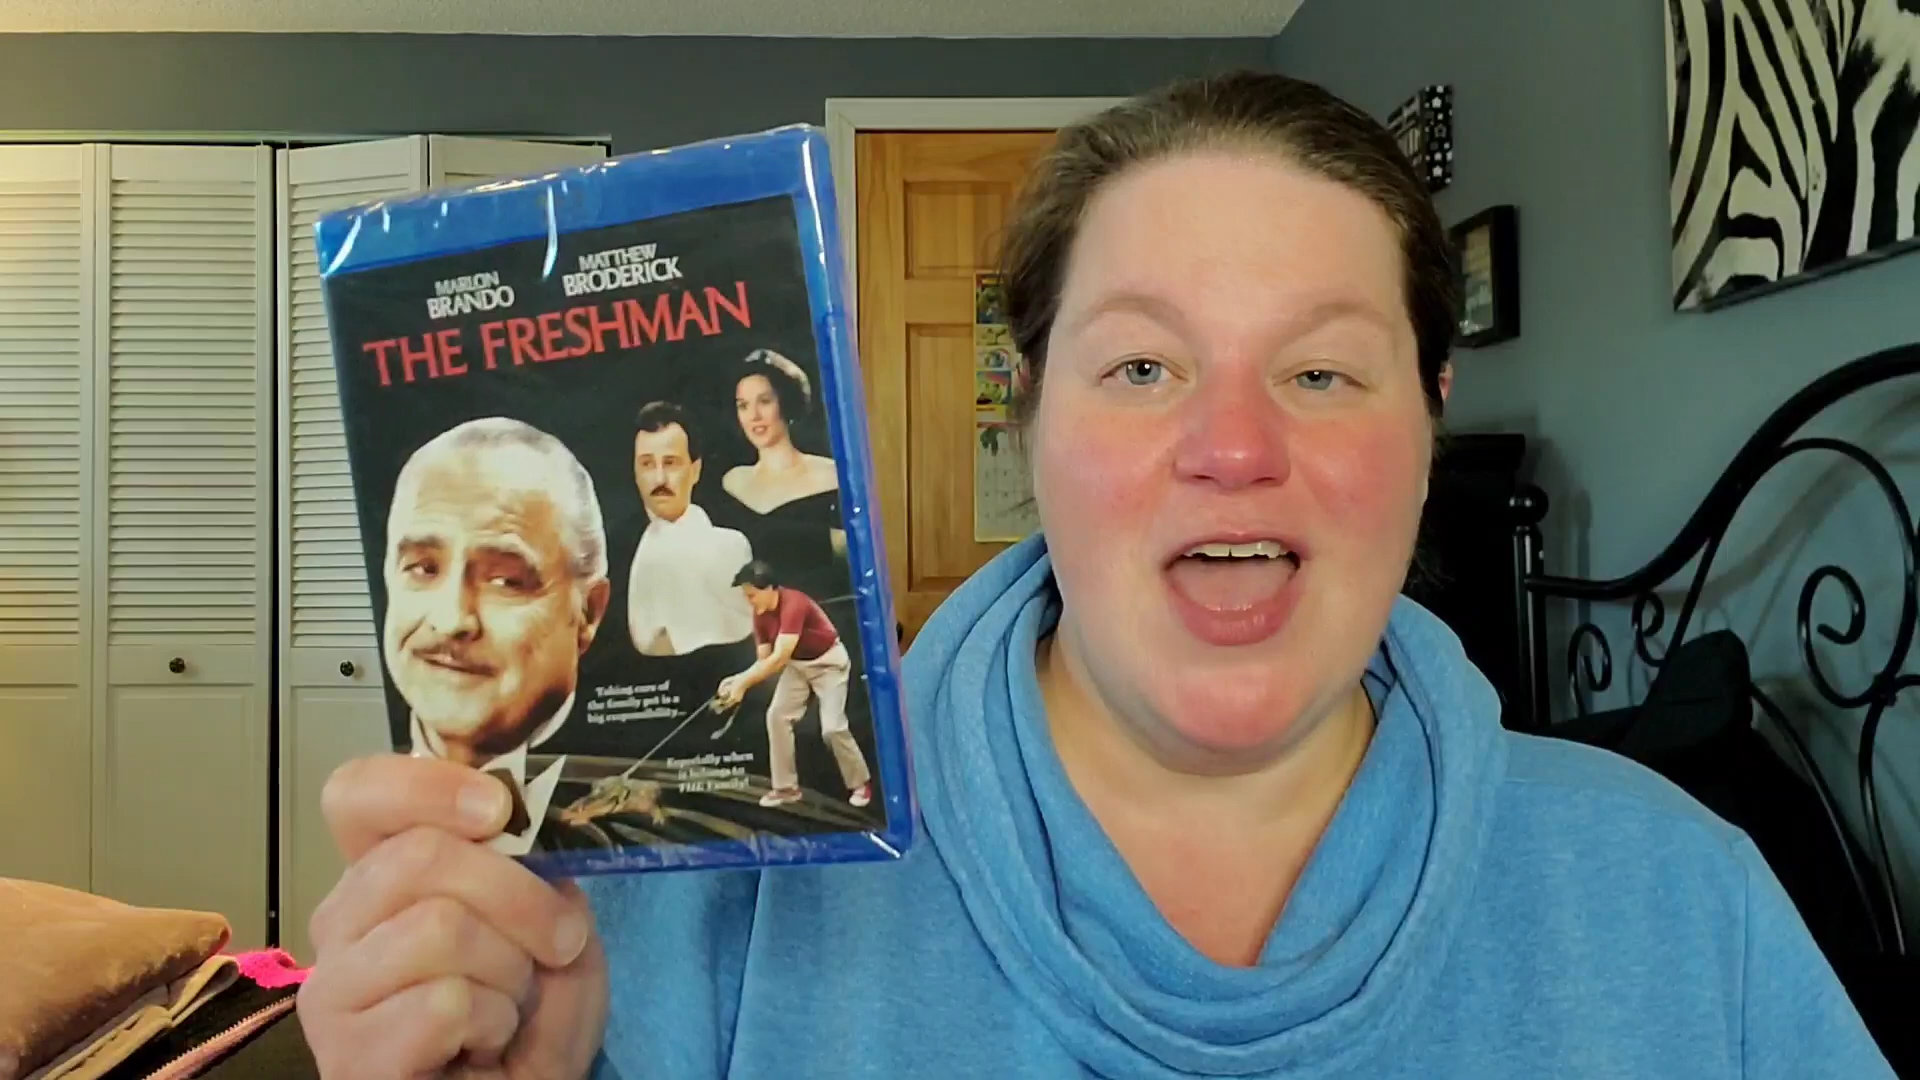 MARLON
BRANDO
MATTHEW
BRODERICK
THE FRESHMAN
Taking care of
the family pet is a
big responsibility...
Especially when
it belongs to
THE Family!